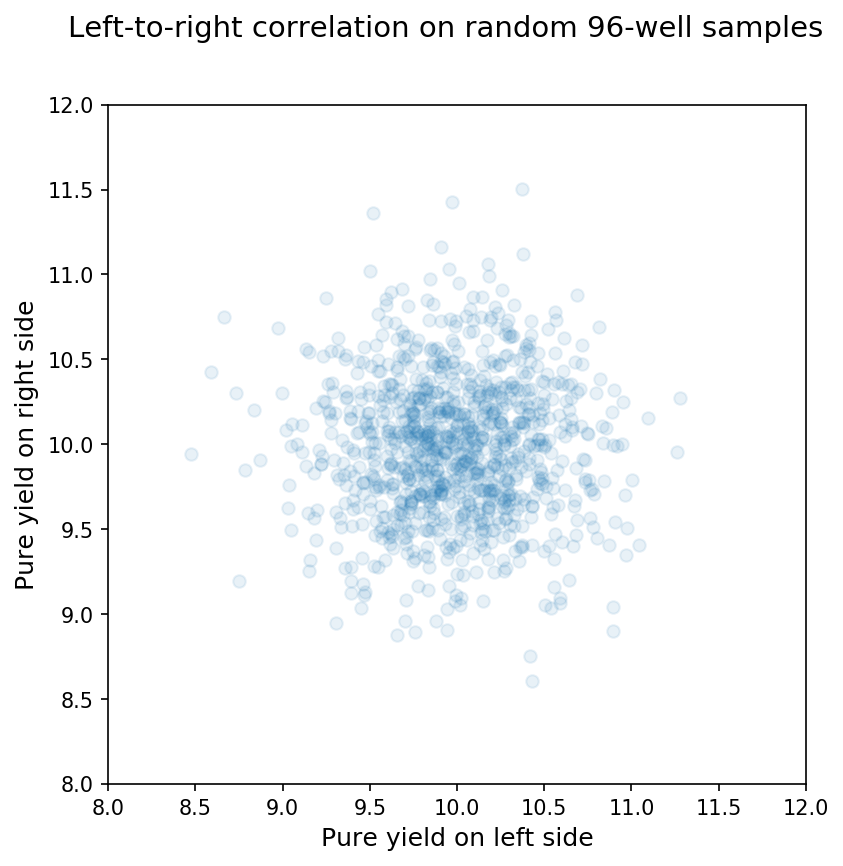 Left-to-right correlation on random 96-well samples
12.0
11.5
11.0
10.5
10.0
9.5
9.0
8.5
8.0
Pure yield on right side
8.0 8.5 9.0 9.5 10.0 10.5 11.0 11.5 12.0
Pure yield on left side